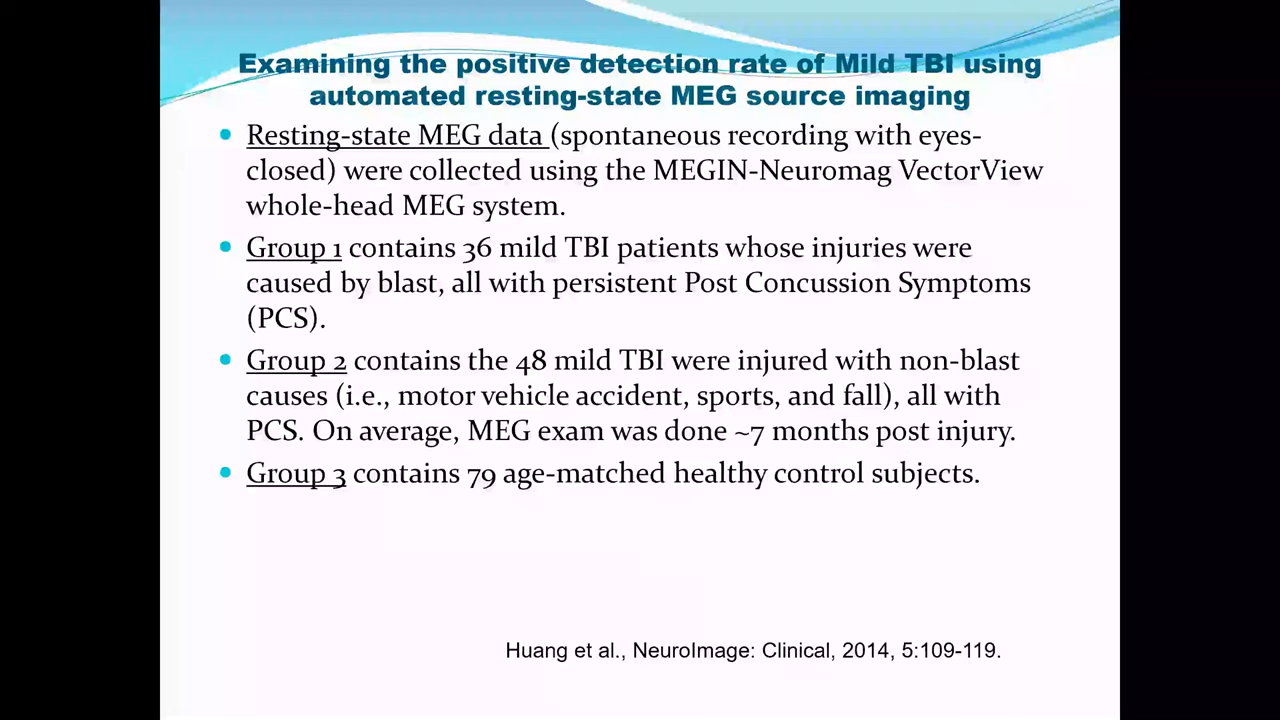 Examining the positive detection rate of Mild TBI using
automated resting-state MEG source imaging
• Resting-state MEG data (spontaneous recording with eyes-
closed) were collected using the MEGIN-Neuromag VectorView
whole-head MEG system.
• Group 1 contains 36 mild TBI patients whose injuries were
caused by blast, all with persistent Post Concussion Symptoms
(PCS).
• Group 2 contains the 48 mild TBI were injured with non-blast
causes (i.e., motor vehicle accident, sports, and fall), all with
PCS. On average, MEG exam was done ~7 months post injury.
• Group 3 contains 79 age-matched healthy control subjects.
Huang et al., NeuroImage: Clinical, 2014, 5:109-119.